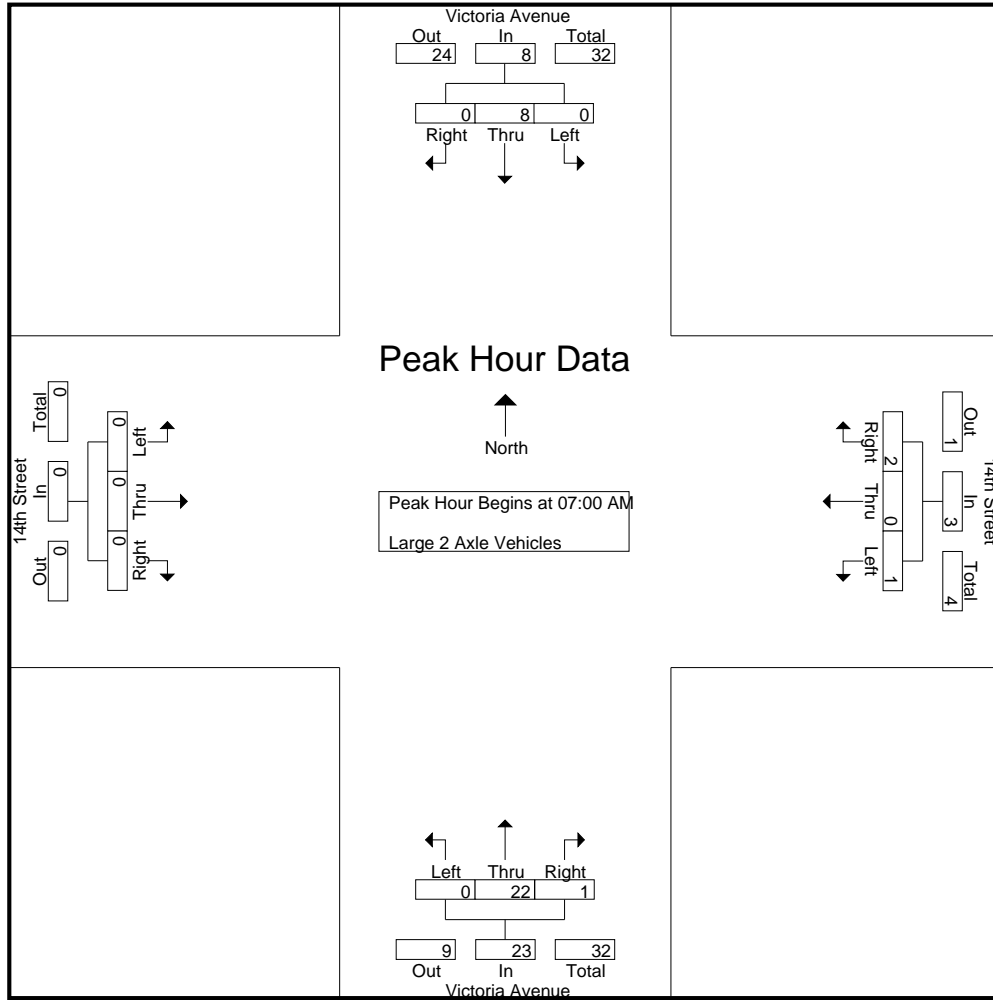 Victoria Avenue
Out In Total
24 8 32
0 8 0
Right Thru Left
Peak Hour Data
North
Peak Hour Begins at 07:00 AM
Large 2 Axle Vehicles
14th Street
Total In Out
0 0 0
0 0 0
Left Thru Right
14th Street
Out In Total
1 3 4
2 0 1
Right Thru Left
Left Thru Right
0 22 1
9 23 32
Out In Total
Victoria Avenue